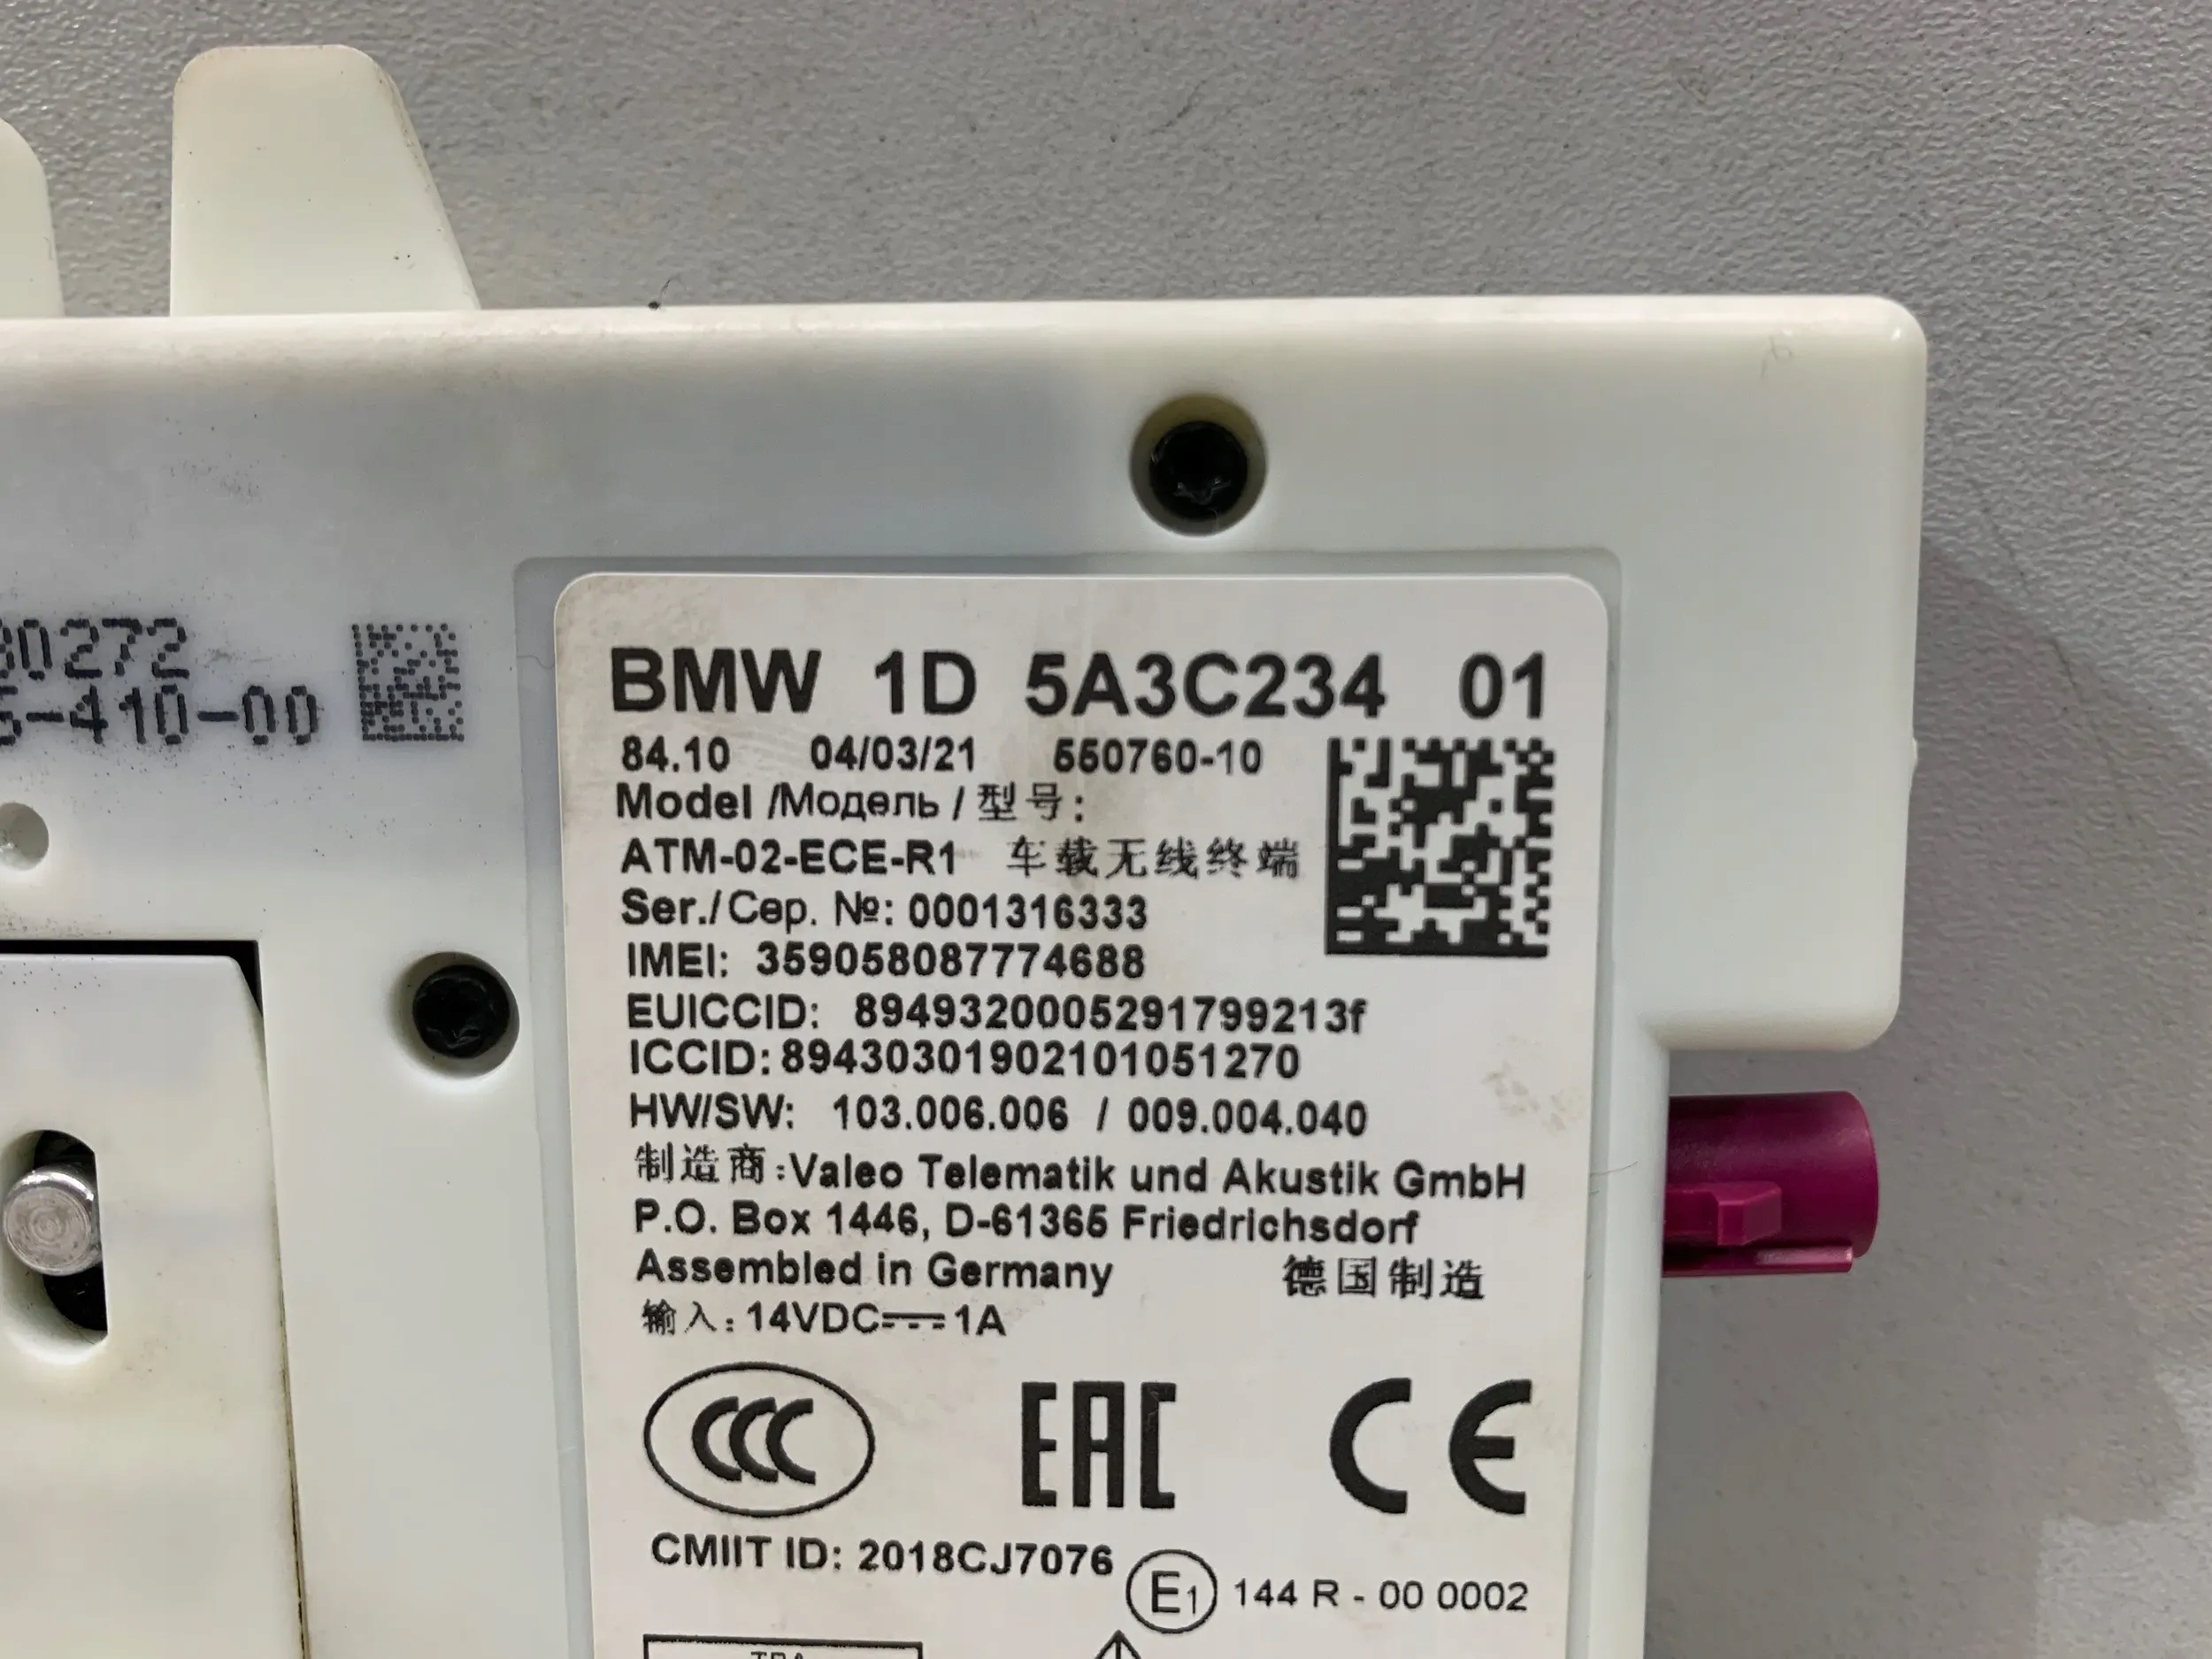 0272
-410-00
BMW 1D 5A3C234 01
84.10 04/03/21 550760-10
Model /Модель / 型号:
ATM-02-ECE-R1 车载无线终端
Ser./Сер. №: 0001316333
IMEI: 359058087774688
EUICCID: 8949320005291799213f
ICCID: 89430301902101051270
HW/SW: 103.006.006 / 009.004.040
制造商:Valeo Telematik und Akustik GmbH
P.O. Box 1446, D-61365 Friedrichsdorf
Assembled in Germany 德国制造
输入: 14VDC⎓1A
CCC EAC CE
CMIIT ID: 2018CJ7076
E1 144 R - 00 0002